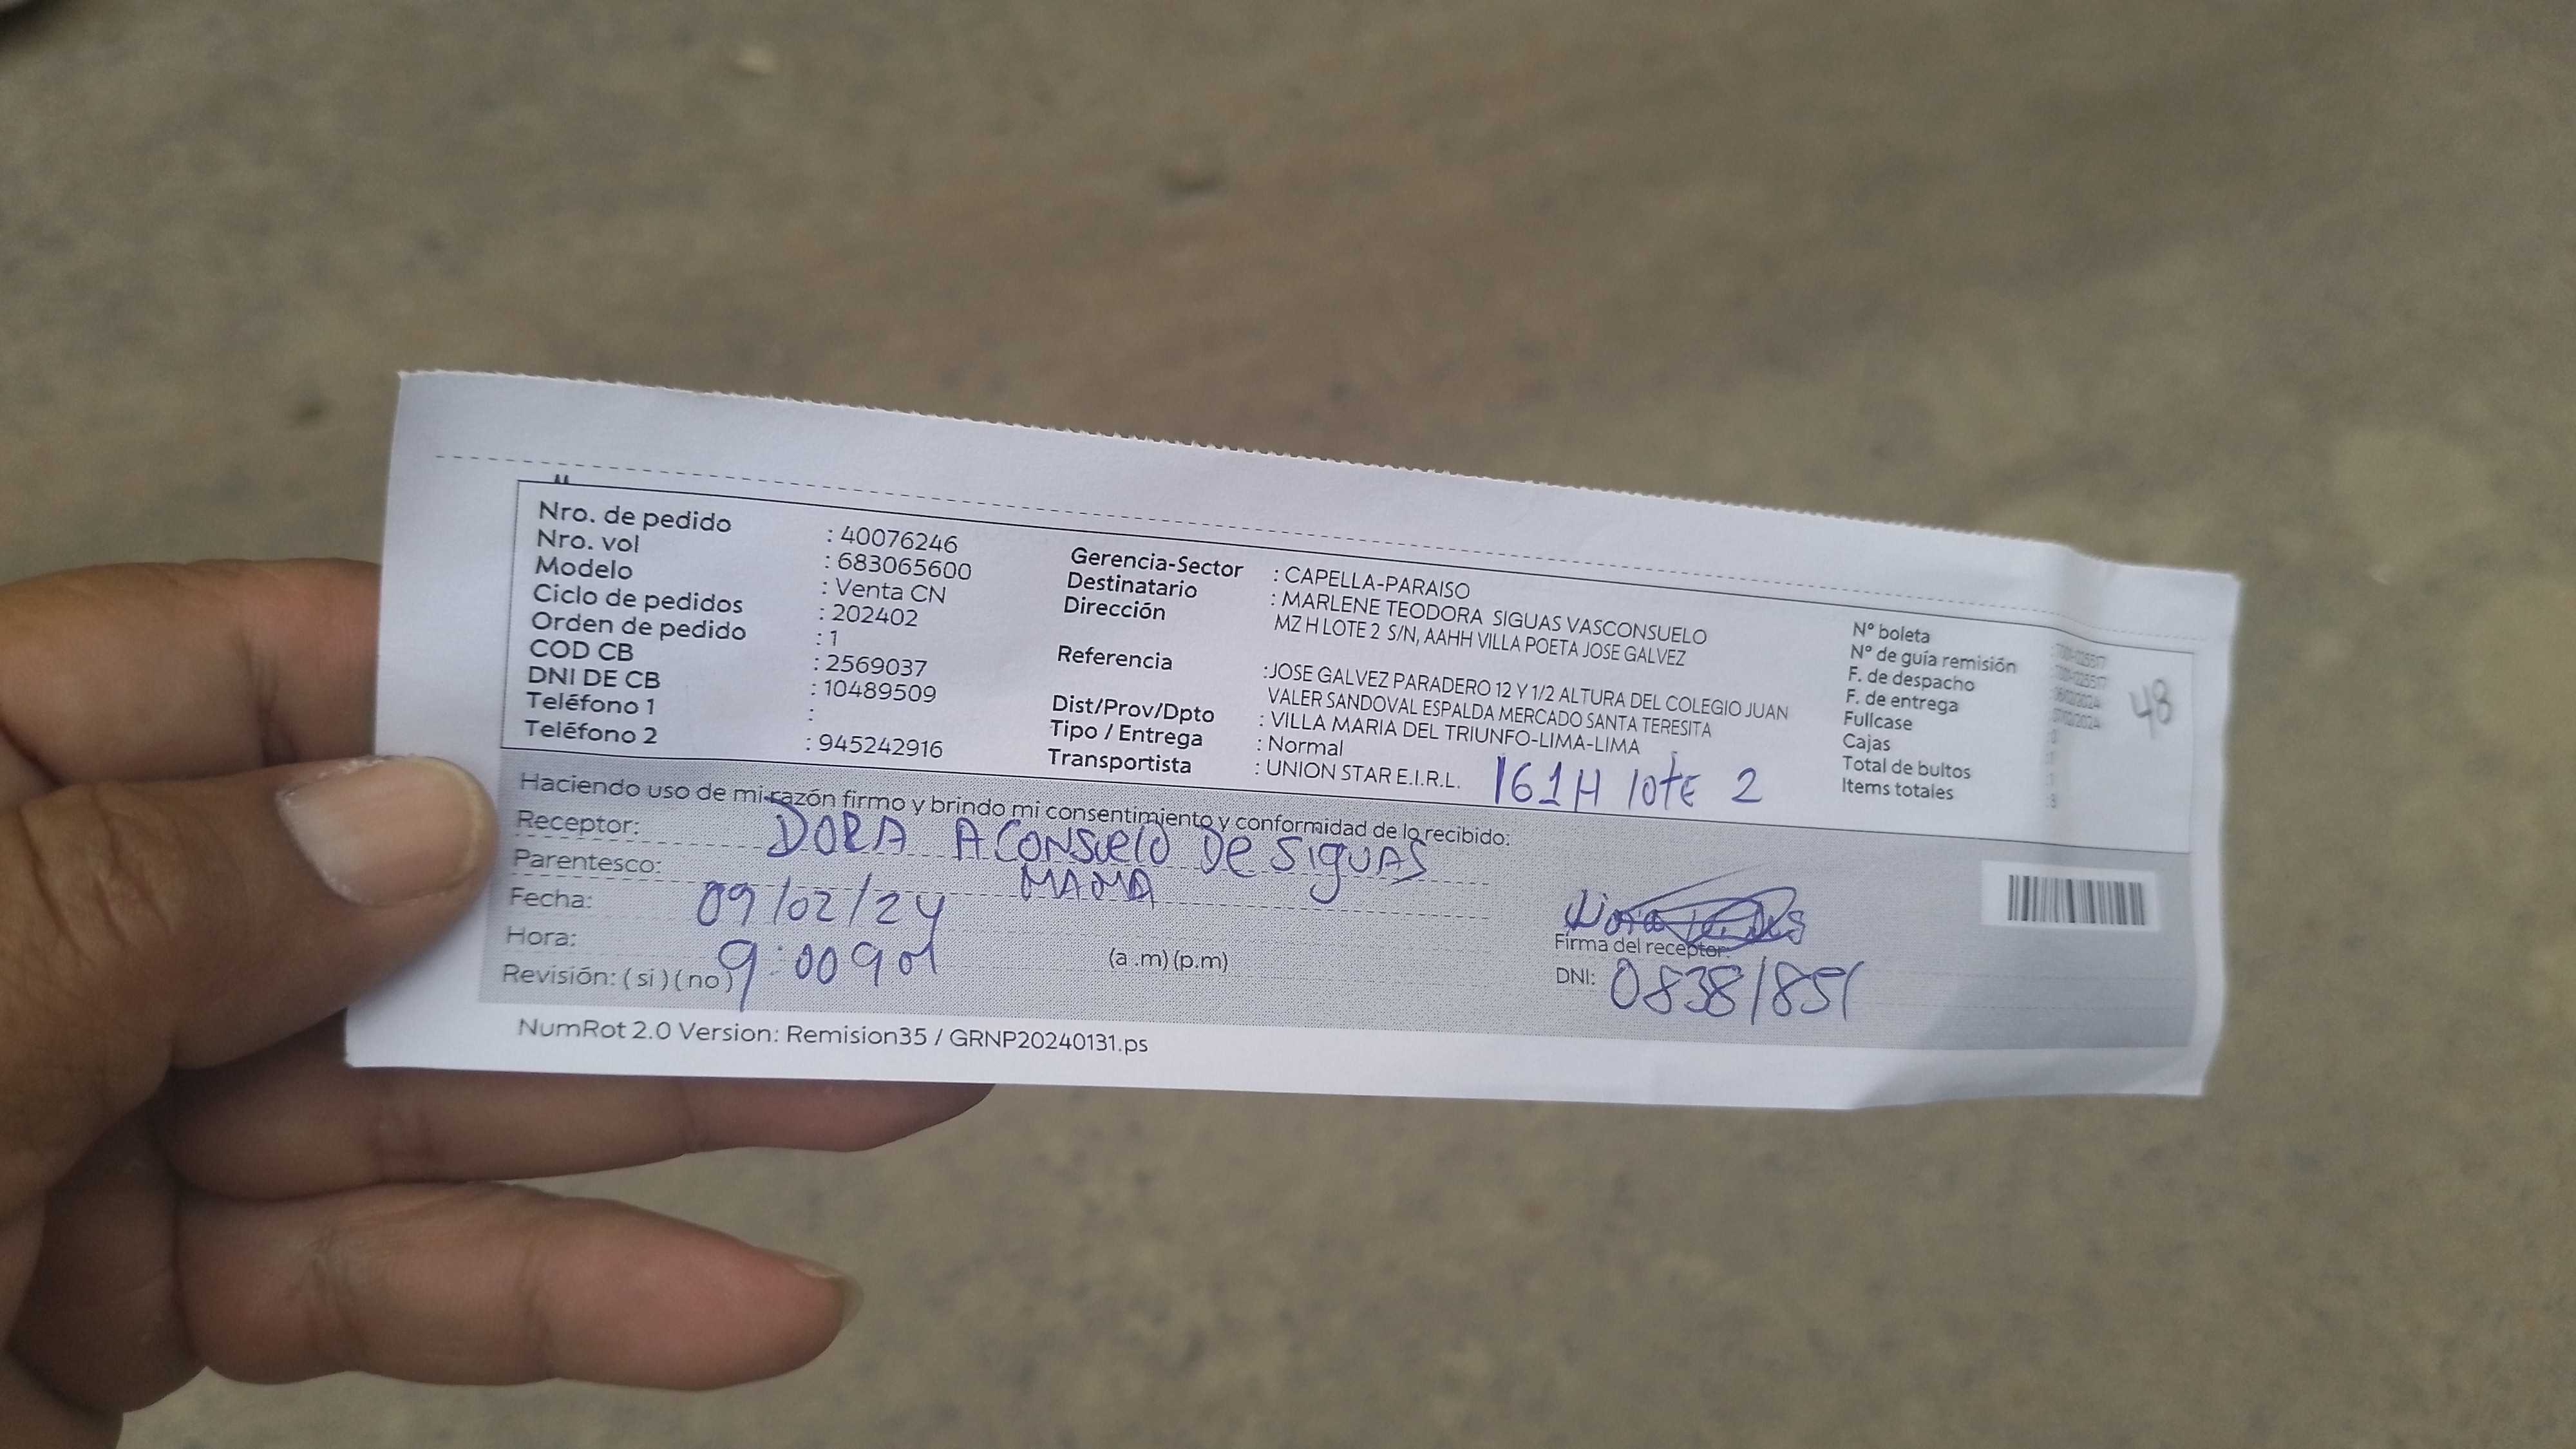 Nro. de pedido : 40076246
Nro. vol : 683065600
Modelo : Venta CN
Ciclo de pedidos : 202402
Orden de pedido : 1
COD CB : 2569037
DNI DE CB : 10489509
Teléfono 1 :
Teléfono 2 : 945242916
Gerencia-Sector : CAPELLA-PARAISO
Destinatario : MARLENE TEODORA SIGUAS VASCONSUELO
Dirección MZ H LOTE 2 S/N, AAHH VILLA POETA JOSE GALVEZ
Referencia :JOSE GALVEZ PARADERO 12 Y 1/2 ALTURA DEL COLEGIO JUAN
VALER SANDOVAL ESPALDA MERCADO SANTA TERESITA
Dist/Prov/Dpto : VILLA MARIA DEL TRIUNFO-LIMA-LIMA
Tipo / Entrega : Normal
Transportista : UNION STAR E.I.R.L. 161H lote 2
Nº boleta
Nº de guía remisión
F. de despacho
F. de entrega
Fullcase
Cajas
Total de bultos
Items totales
48
Haciendo uso de mi razón firmo y brindo mi consentimiento y conformidad de lo recibido:
Receptor: DORA A CONSUELO DE SIGUAS
Parentesco: MAMA
Fecha: 09/02/24
Hora: 9:00 (a .m) (p.m)
Revisión: ( si ) ( no )
Firma del receptor:
DNI: 08381851
NumRot 2.0 Version: Remision35 / GRNP20240131.ps